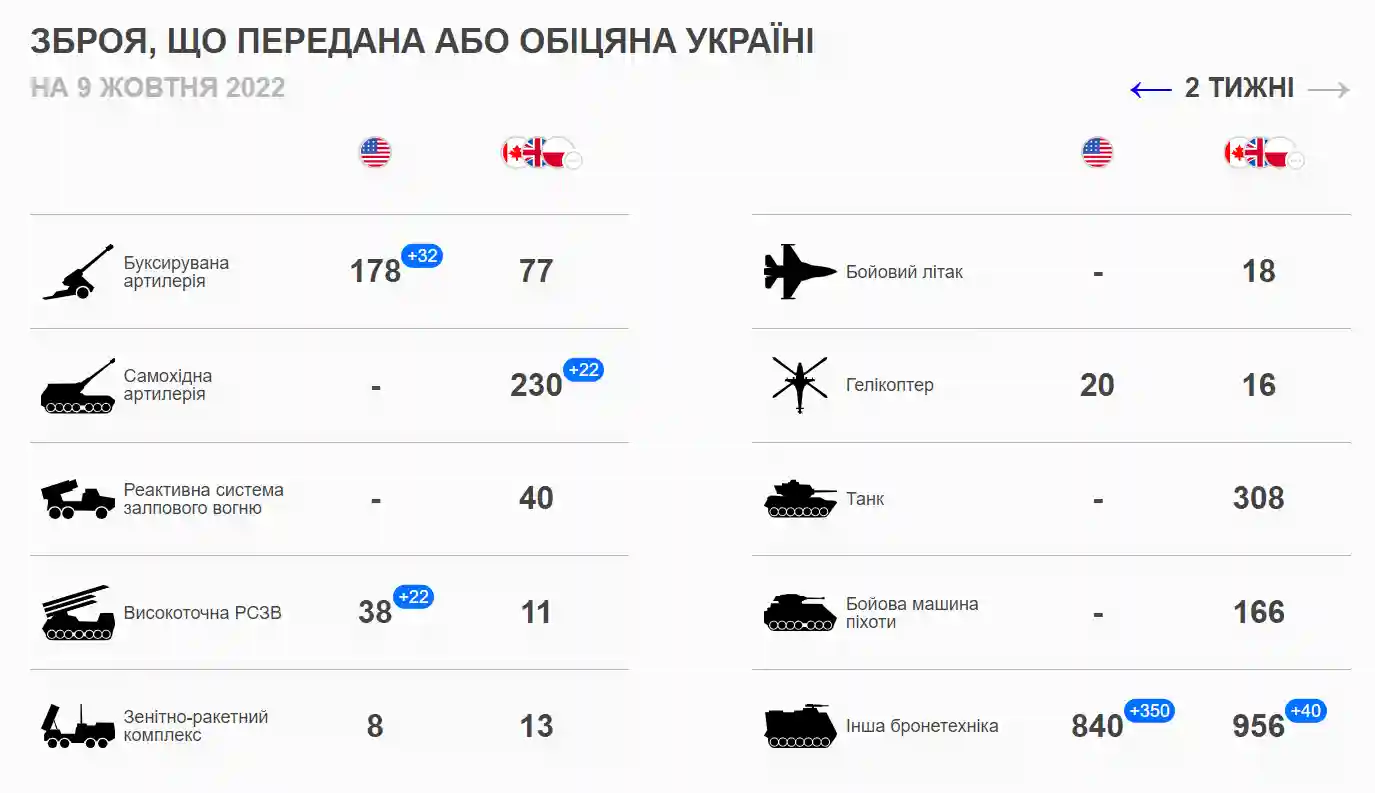 ЗБРОЯ, ЩО ПЕРЕДАНА АБО ОБІЦЯНА УКРАЇНІ
НА 9 ЖОВТНЯ 2022
2 ТИЖНІ
Буксирувана
артилерія
178 +32
77
Самохідна
артилерія
-
230 +22
Реактивна система
залпового вогню
-
40
Високоточна РСЗВ
38 +22
11
Зенітно-ракетний
комплекс
8
13
Бойовий літак
-
18
Гелікоптер
20
16
Танк
-
308
Бойова машина
піхоти
-
166
Інша бронетехніка
840 +350
956 +40